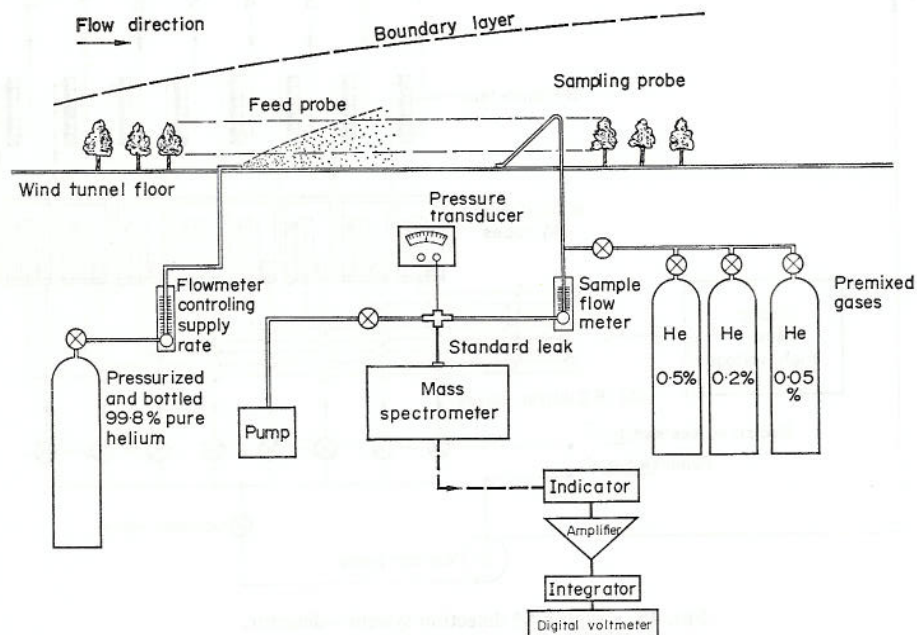 Flow direction
Boundary layer
Sampling probe
Feed probe
Wind tunnel floor
Pressure
transducer
Flowmeter
controling
supply
rate
Sample
flow
meter
Premixed
gases
He
0·5%
He
0·2%
He
0·05
%
Standard leak
Pressurized
and bottled
99·8% pure
helium
Pump
Mass
spectrometer
Indicator
Amplifier
Integrator
Digital voltmeter